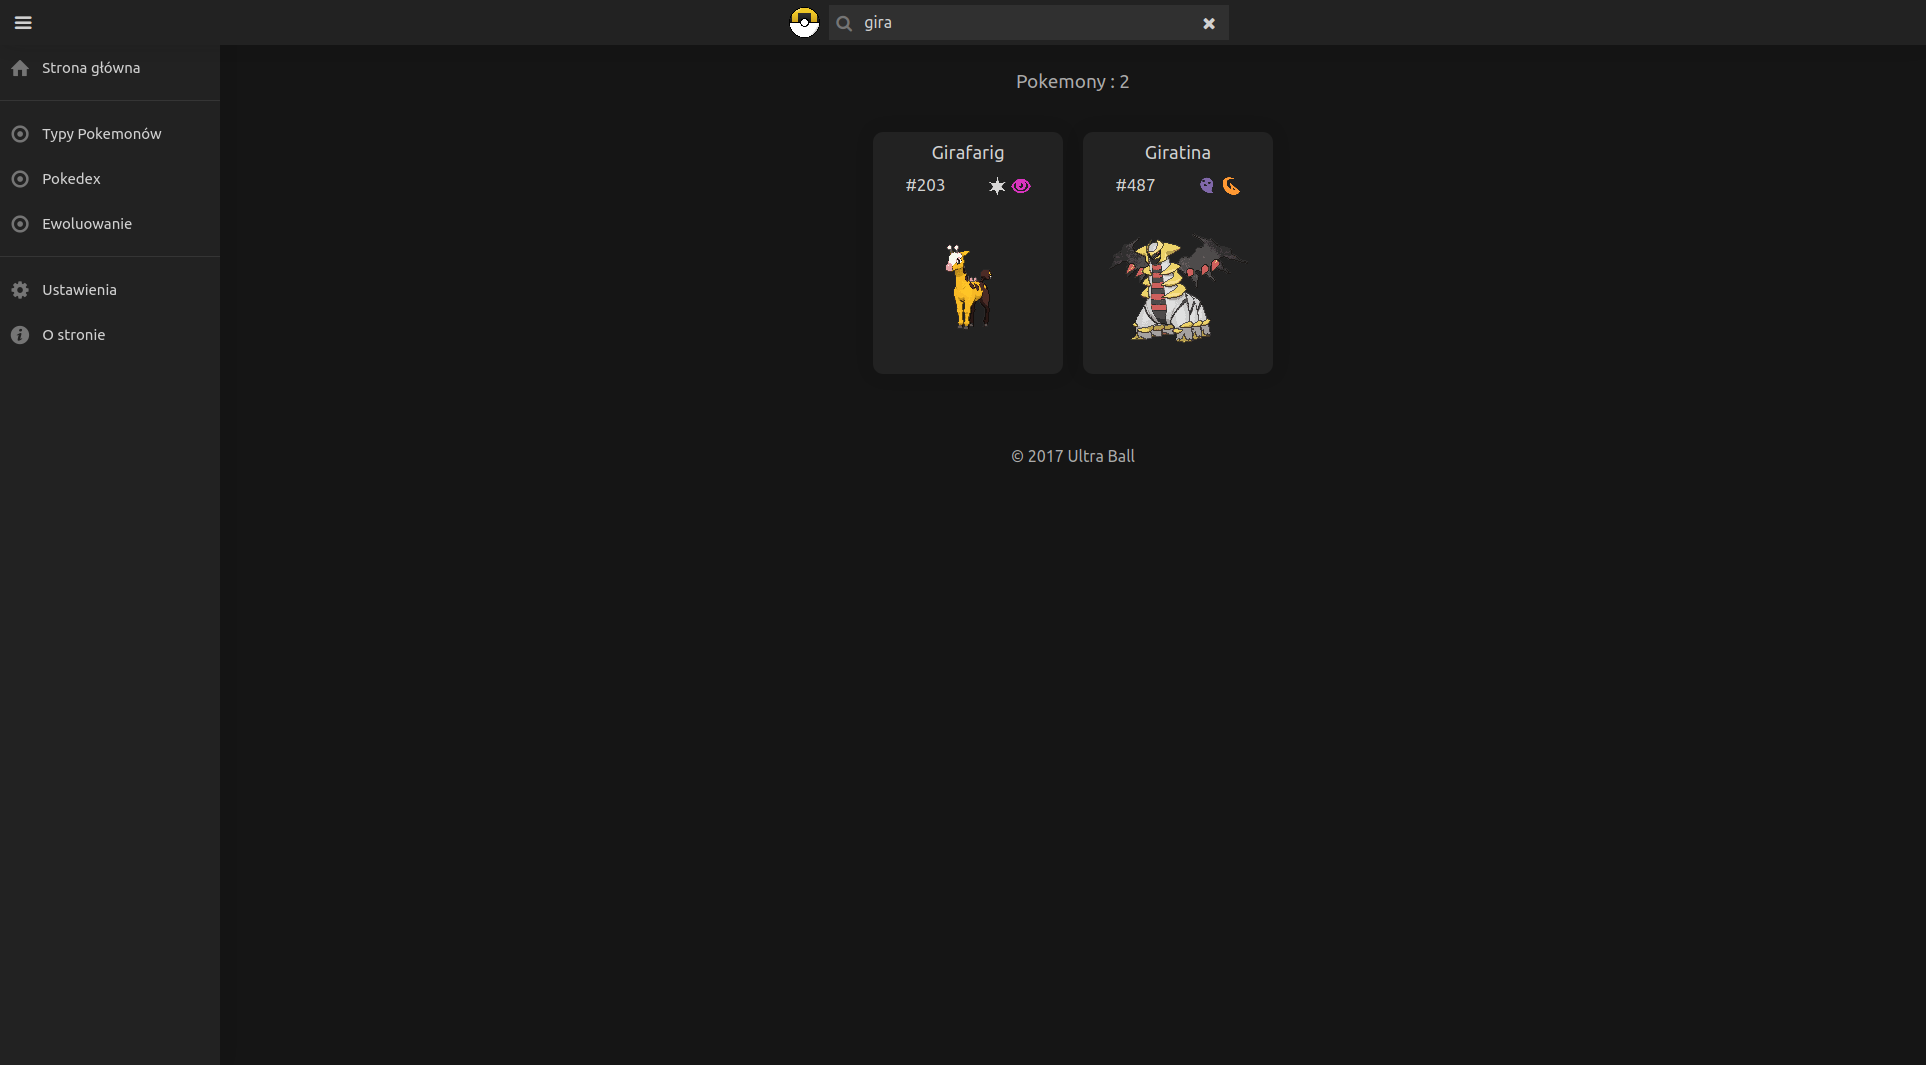 gira
Strona główna
Typy Pokemonów
Pokedex
Ewoluowanie
Ustawienia
O stronie
Pokemony : 2
Girafarig
#203
Giratina
#487
© 2017 Ultra Ball